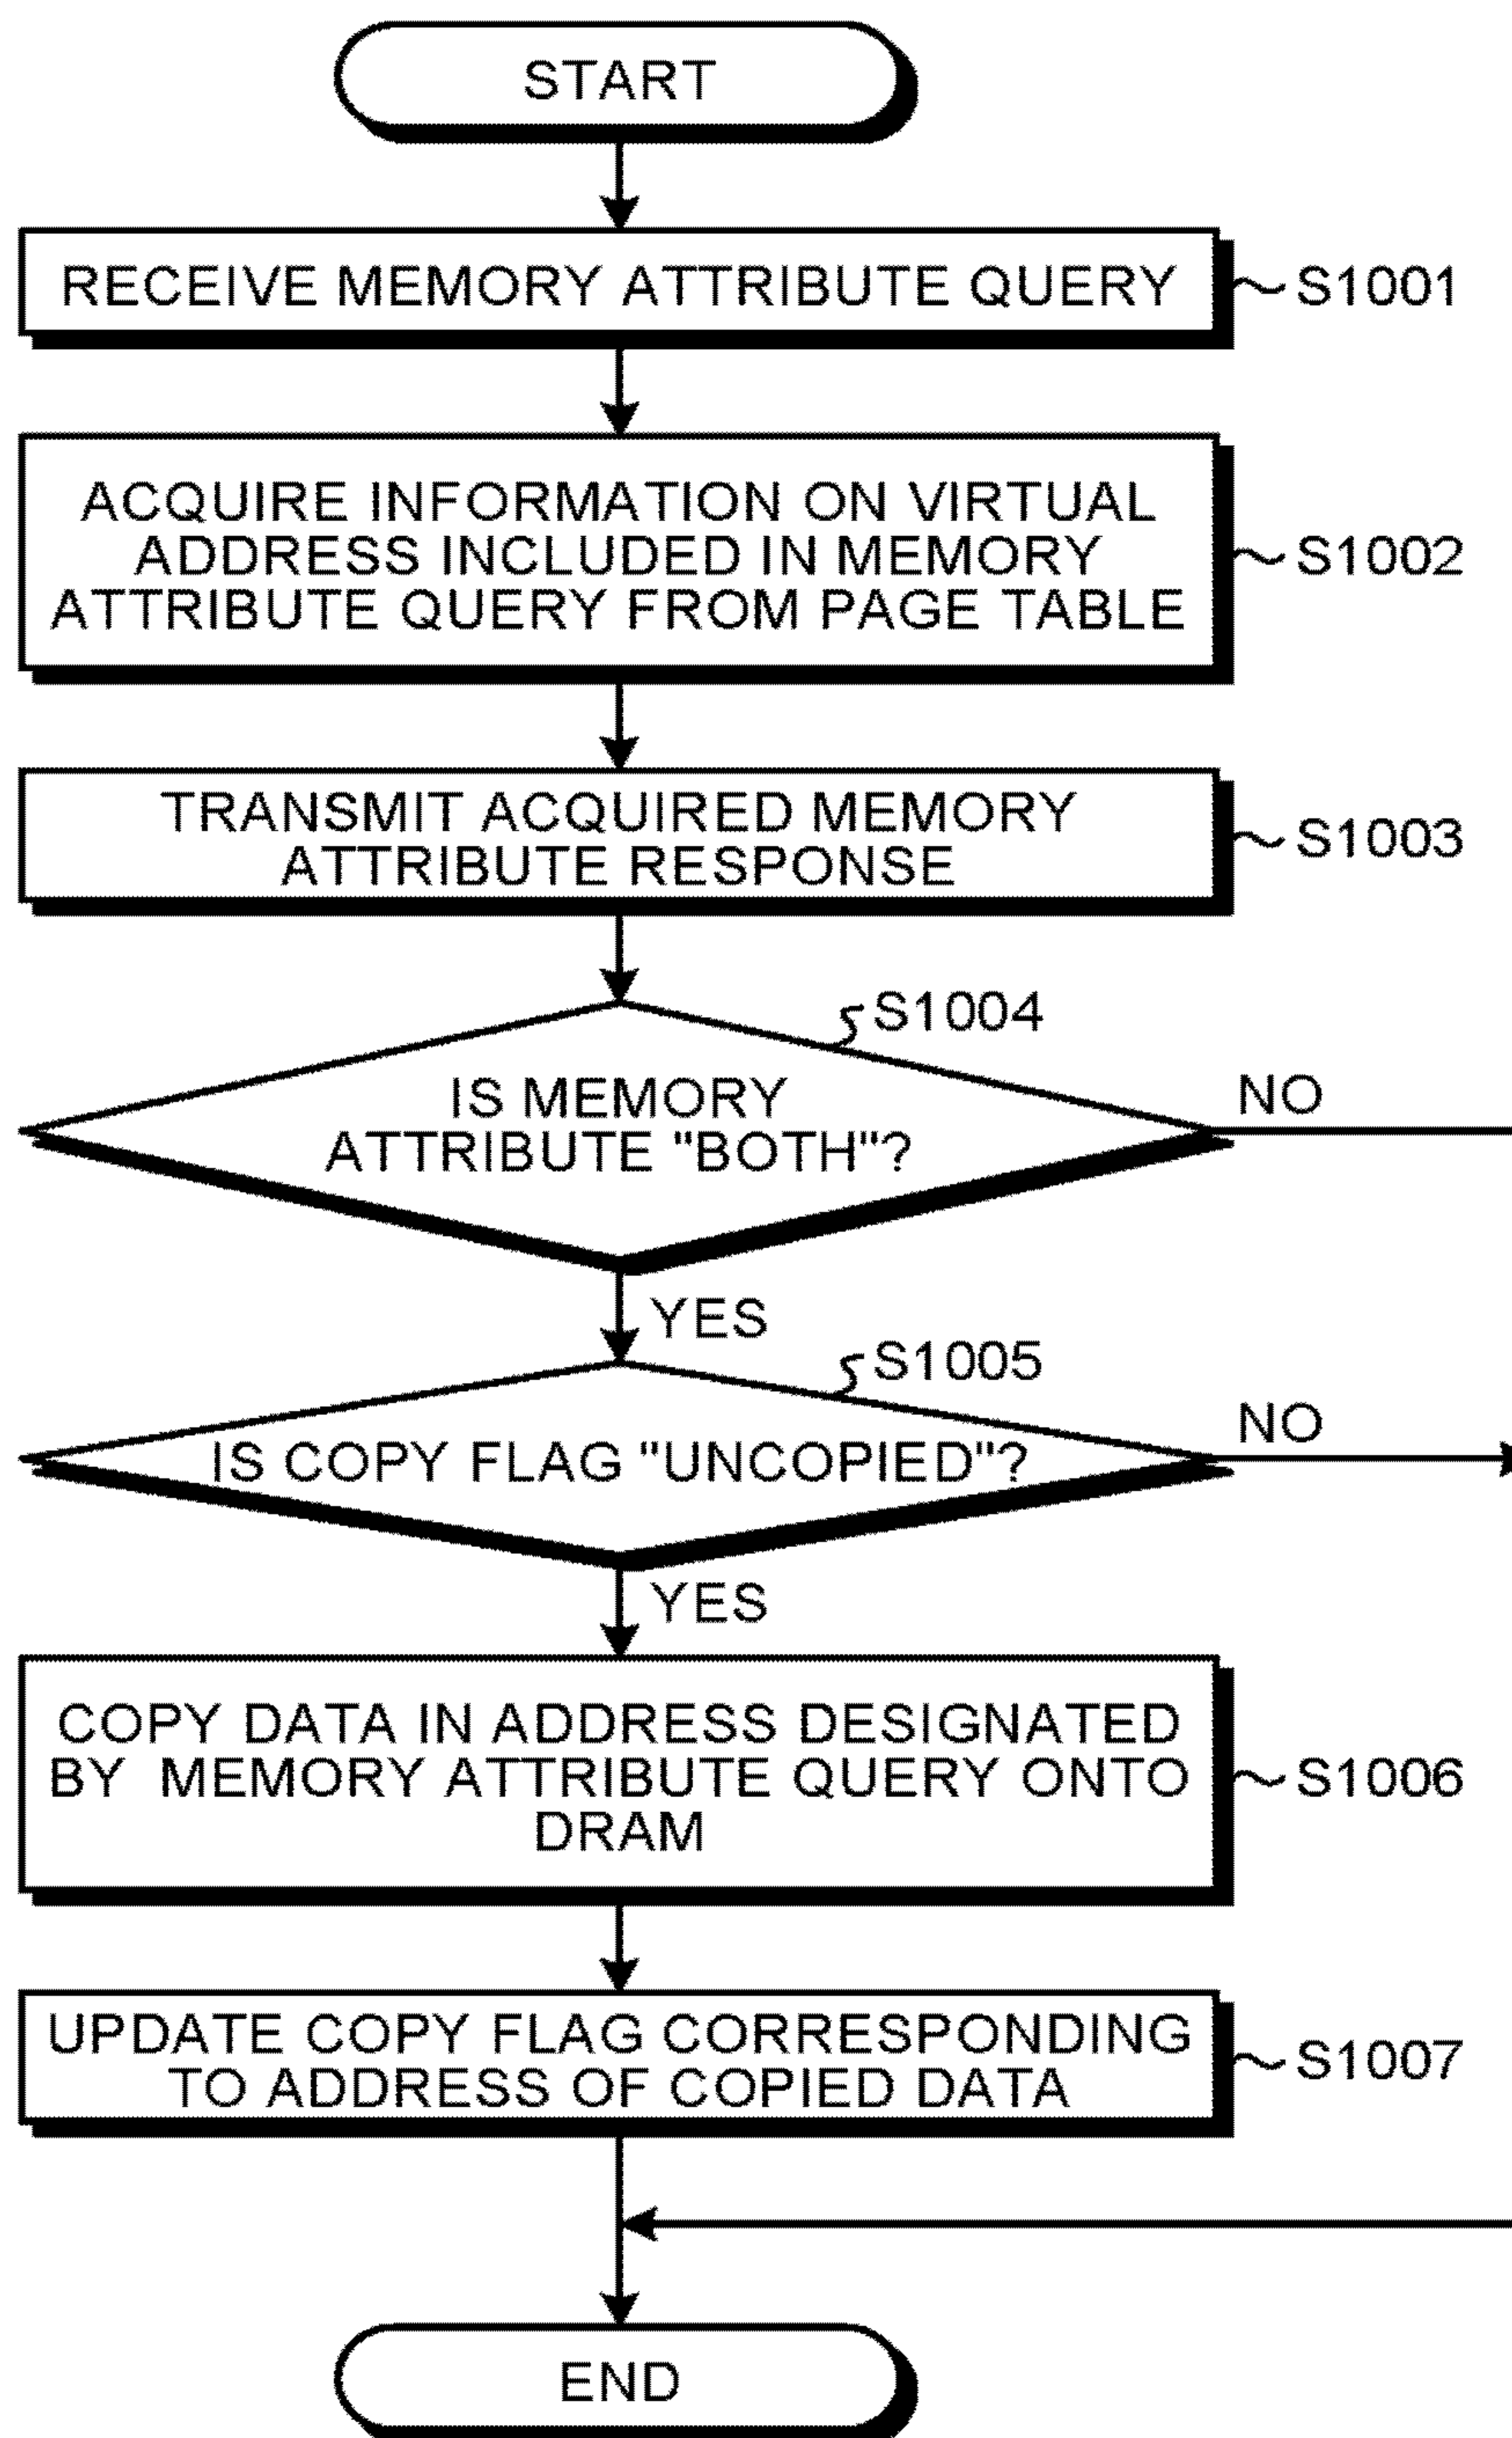 START
RECEIVE MEMORY ATTRIBUTE QUERY
S1001
ACQUIRE INFORMATION ON VIRTUAL
ADDRESS INCLUDED IN MEMORY
ATTRIBUTE QUERY FROM PAGE TABLE
S1002
TRANSMIT ACQUIRED MEMORY
ATTRIBUTE RESPONSE
S1003
S1004
IS MEMORY
ATTRIBUTE "BOTH"?
NO
YES
S1005
IS COPY FLAG "UNCOPIED"?
NO
YES
COPY DATA IN ADDRESS DESIGNATED
BY MEMORY ATTRIBUTE QUERY ONTO
DRAM
S1006
UPDATE COPY FLAG CORRESPONDING
TO ADDRESS OF COPIED DATA
S1007
END